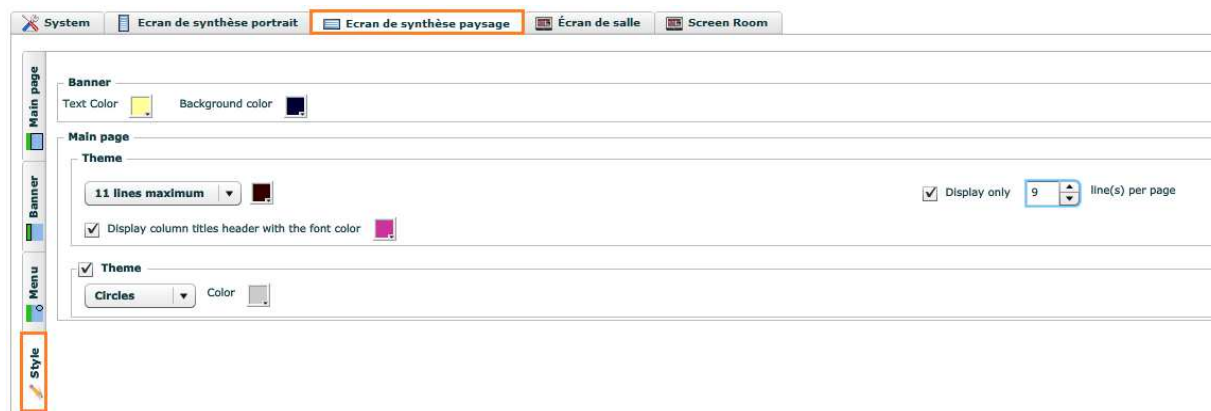 System
Ecran de synthèse portrait
Ecran de synthèse paysage
Écran de salle
Screen Room
Main page
Banner
Menu
Style
Banner
Text Color
Background color
Main page
Theme
11 lines maximum
Display only 9 line(s) per page
Display column titles header with the font color
Theme
Circles
Color